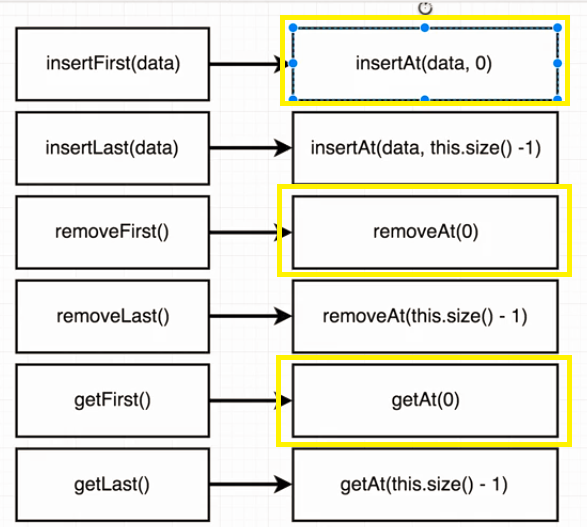 insertFirst(data)
insertAt(data, 0)
insertLast(data)
insertAt(data, this.size() -1)
removeFirst()
removeAt(0)
removeLast()
removeAt(this.size() - 1)
getFirst()
getAt(0)
getLast()
getAt(this.size() - 1)